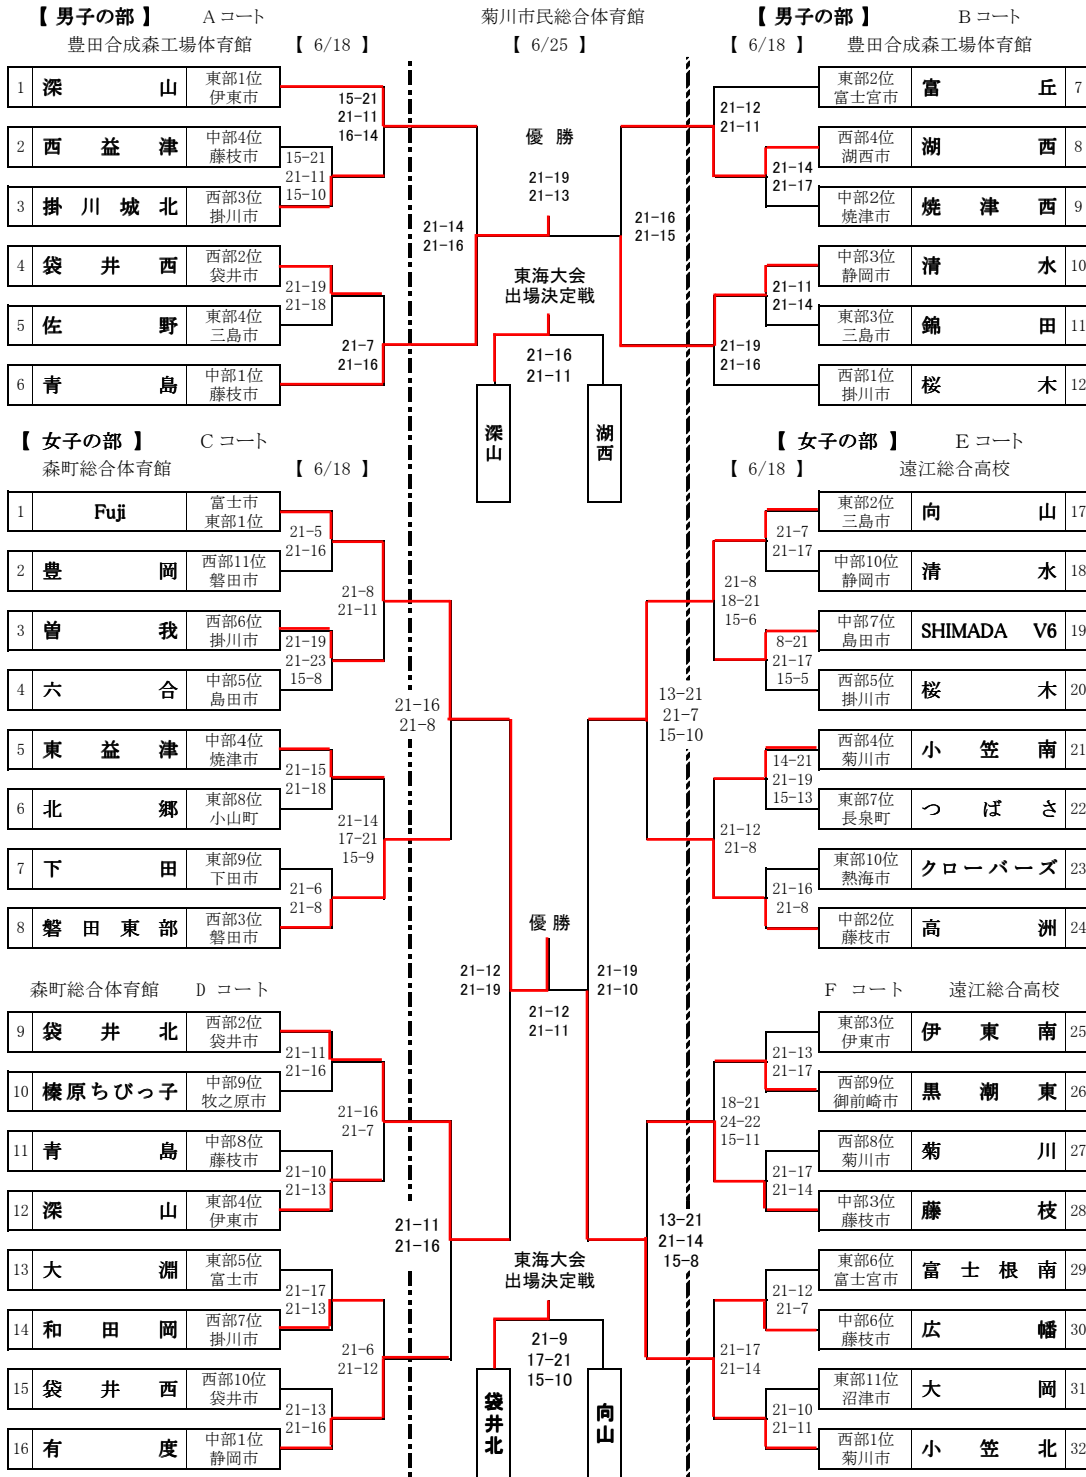 【 男子の部 】 Aコート 菊川市民総合体育館 【 男子の部 】 Bコート
豊田合成森工場体育館 【 6/18 】 【 6/25 】 【 6/18 】 豊田合成森工場体育館
1 深山 東部1位 伊東市
2 西益津 中部4位 藤枝市
3 掛川城北 西部3位 掛川市
4 袋井西 西部2位 袋井市
5 佐野 東部4位 三島市
6 青島 中部1位 藤枝市
15-21
21-11
16-14
15-21
21-11
15-10
21-19
21-18
21-7
21-16
21-14
21-16
優 勝
21-19
21-13
東海大会
出場決定戦
21-16
21-11
深山
湖西
21-16
21-15
21-12
21-11
21-14
21-17
21-11
21-14
21-19
21-16
東部2位 富士宮市 富丘 7
西部4位 湖西市 湖西 8
中部2位 焼津市 焼津西 9
中部3位 静岡市 清水 10
東部3位 三島市 錦田 11
西部1位 掛川市 桜木 12
【 女子の部 】 Cコート
森町総合体育館 【 6/18 】
1 Fuji 富士市 東部1位
2 豊岡 西部11位 磐田市
3 曽我 西部6位 掛川市
4 六合 中部5位 島田市
5 東益津 中部4位 焼津市
6 北郷 東部8位 小山町
7 下田 東部9位 下田市
8 磐田東部 西部3位 磐田市
21-5
21-16
21-8
21-11
21-19
21-23
15-8
21-16
21-8
21-15
21-18
21-14
17-21
15-9
21-6
21-8
【 女子の部 】 Eコート
【 6/18 】 遠江総合高校
東部2位 三島市 向山 17
中部10位 静岡市 清水 18
中部7位 島田市 SHIMADA V6 19
西部5位 掛川市 桜木 20
西部4位 菊川市 小笠南 21
東部7位 長泉町 つばさ 22
東部10位 熱海市 クローバーズ 23
中部2位 藤枝市 高洲 24
21-7
21-17
21-8
18-21
15-6
8-21
21-17
15-5
13-21
21-7
15-10
14-21
21-19
15-13
21-12
21-8
21-16
21-8
優 勝
21-12
21-19
21-12
21-11
21-19
21-10
森町総合体育館 D コート
9 袋井北 西部2位 袋井市
10 榛原ちびっ子 中部9位 牧之原市
11 青島 中部8位 藤枝市
12 深山 東部4位 伊東市
13 大淵 東部5位 富士市
14 和田岡 西部7位 掛川市
15 袋井西 西部10位 袋井市
16 有度 中部1位 静岡市
21-11
21-16
21-16
21-7
21-10
21-13
21-11
21-16
21-17
21-13
21-6
21-12
21-13
21-16
東海大会
出場決定戦
21-9
17-21
15-10
袋井北
向山
F コート 遠江総合高校
東部3位 伊東市 伊東南 25
西部9位 御前崎市 黒潮東 26
西部8位 菊川市 菊川 27
中部3位 藤枝市 藤枝 28
東部6位 富士宮市 富士根南 29
中部6位 藤枝市 広幡 30
東部11位 沼津市 大岡 31
西部1位 菊川市 小笠北 32
21-13
21-17
18-21
24-22
15-11
21-17
21-14
13-21
21-14
15-8
21-12
21-7
21-17
21-14
21-10
21-11